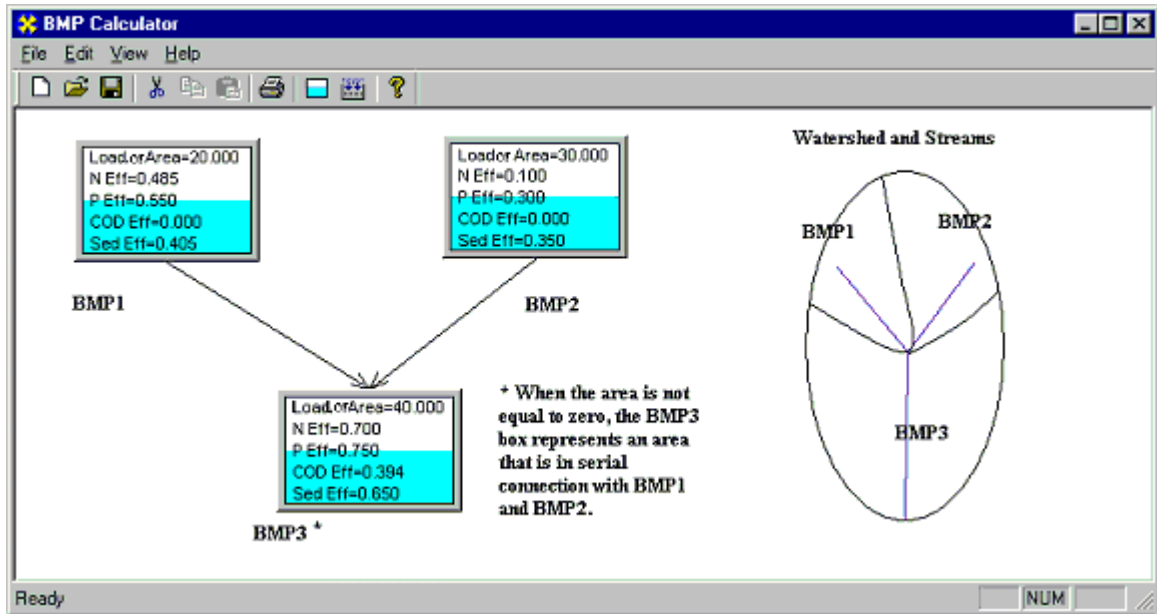 BMP Calculator
File Edit View Help
Load.orArea=20.000
N Eff=0.485
P Eff=0.550
COD Eff=0.000
Sed Eff=0.405
BMP1
Load or Area=30.000
N Eff=0.100
P Eff=0.300
COD Eff=0.000
Sed Eff=0.350
BMP2
Load.orArea=40.000
N Eff=0.700
P Eff=0.750
COD Eff=0.394
Sed Eff=0.650
BMP3 *
* When the area is not
equal to zero, the BMP3
box represents an area
that is in serial
connection with BMP1
and BMP2.
Watershed and Streams
BMP1
BMP2
BMP3
Ready
NUM